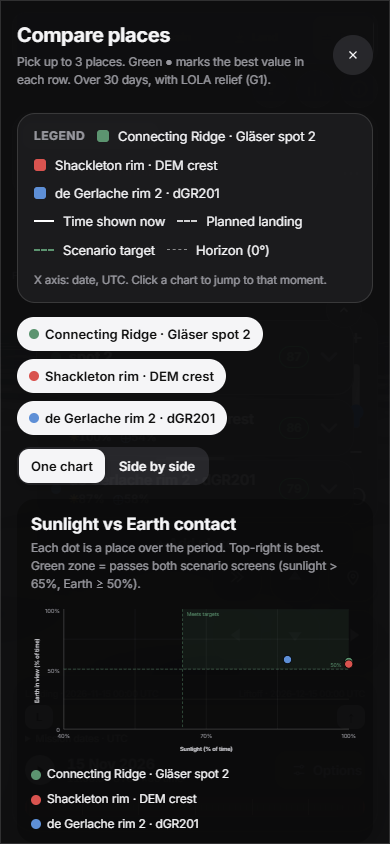 Compare places
Pick up to 3 places. Green ● marks the best value in
each row. Over 30 days, with LOLA relief (G1).
×
LEGEND Connecting Ridge · Gläser spot 2
Shackleton rim · DEM crest
de Gerlache rim 2 · dGR201
Time shown now Planned landing
Scenario target Horizon (0°)
X axis: date, UTC. Click a chart to jump to that moment.
Connecting Ridge · Gläser spot 2
Shackleton rim · DEM crest
de Gerlache rim 2 · dGR201
One chart Side by side
Sunlight vs Earth contact
Each dot is a place over the period. Top-right is best.
Green zone = passes both scenario screens (sunlight >
65%, Earth ≥ 50%).
100%
Meets targets
Earth in view (% of time)
50%
50%
0
40% 70% 100%
Sunlight (% of time)
Connecting Ridge · Gläser spot 2
Shackleton rim · DEM crest
de Gerlache rim 2 · dGR201